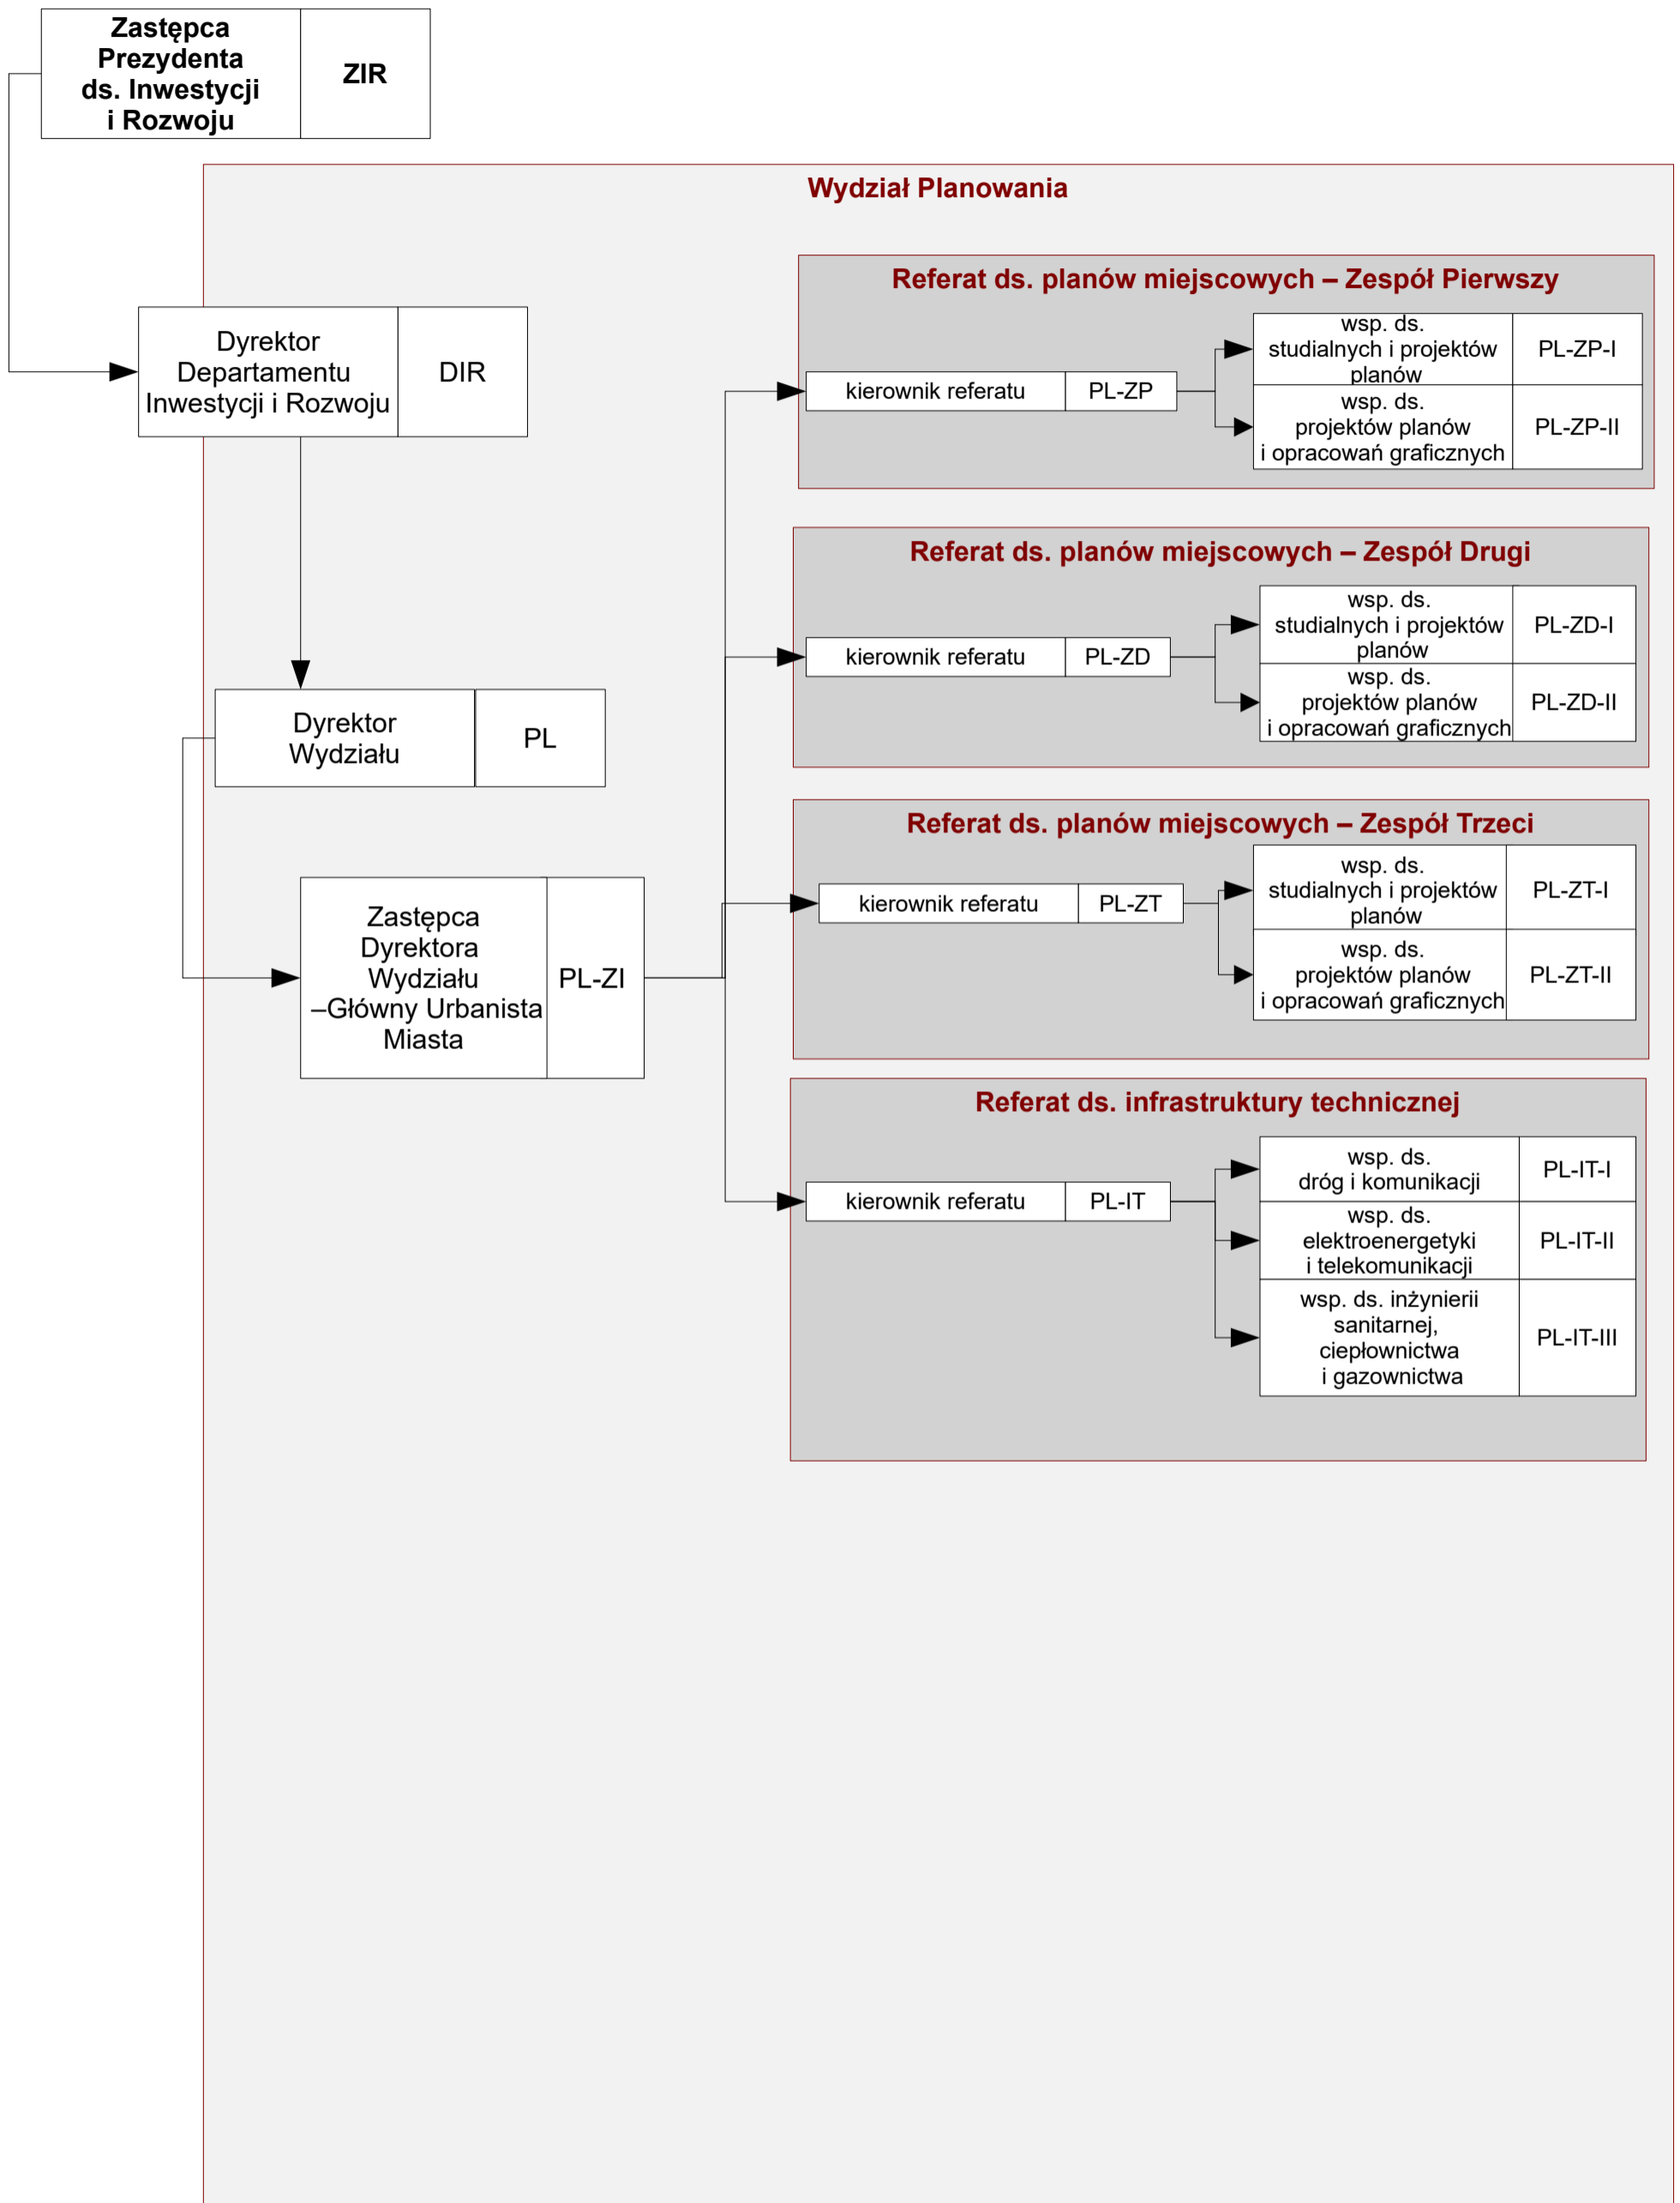 Zastępca
Prezydenta
ds. Inwestycji
i Rozwoju
ZIR
Wydział Planowania
Dyrektor
Departamentu
Inwestycji i Rozwoju
DIR
Dyrektor
Wydziału
PL
Zastępca
Dyrektora
Wydziału
–Główny Urbanista
Miasta
PL-ZI
Referat ds. planów miejscowych – Zespół Pierwszy
kierownik referatu
PL-ZP
wsp. ds.
studialnych i projektów
planów
PL-ZP-I
wsp. ds.
projektów planów
i opracowań graficznych
PL-ZP-II
Referat ds. planów miejscowych – Zespół Drugi
kierownik referatu
PL-ZD
wsp. ds.
studialnych i projektów
planów
PL-ZD-I
wsp. ds.
projektów planów
i opracowań graficznych
PL-ZD-II
Referat ds. planów miejscowych – Zespół Trzeci
kierownik referatu
PL-ZT
wsp. ds.
studialnych i projektów
planów
PL-ZT-I
wsp. ds.
projektów planów
i opracowań graficznych
PL-ZT-II
Referat ds. infrastruktury technicznej
kierownik referatu
PL-IT
wsp. ds.
dróg i komunikacji
PL-IT-I
wsp. ds.
elektroenergetyki
i telekomunikacji
PL-IT-II
wsp. ds. inżynierii
sanitarnej,
ciepłownictwa
i gazownictwa
PL-IT-III